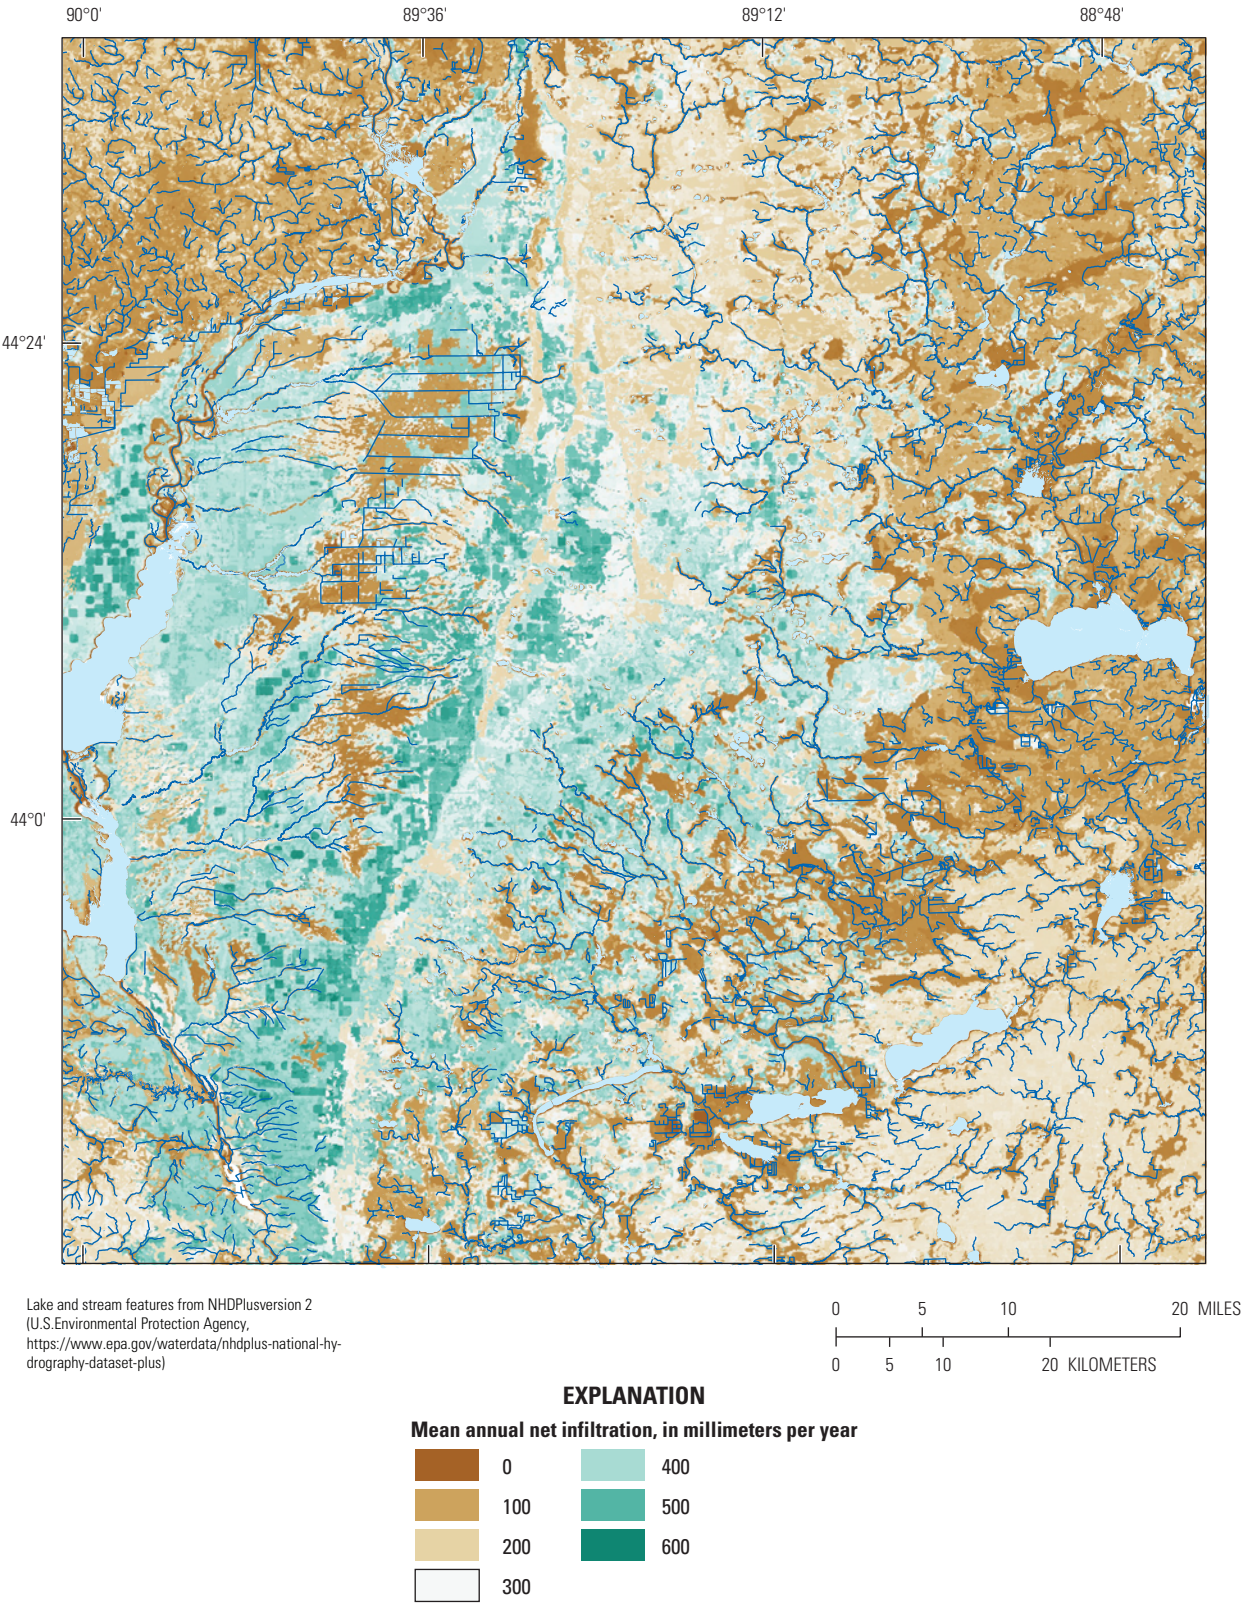 90°0'
89°36'
89°12'
88°48'
44°24'
44°0'
Lake and stream features from NHDPlusversion 2
(U.S.Environmental Protection Agency,
https://www.epa.gov/waterdata/nhdplus-national-hy-
drography-dataset-plus)
0 5 10 20 MILES
0 5 10 20 KILOMETERS
EXPLANATION
Mean annual net infiltration, in millimeters per year
0
100
200
300
400
500
600